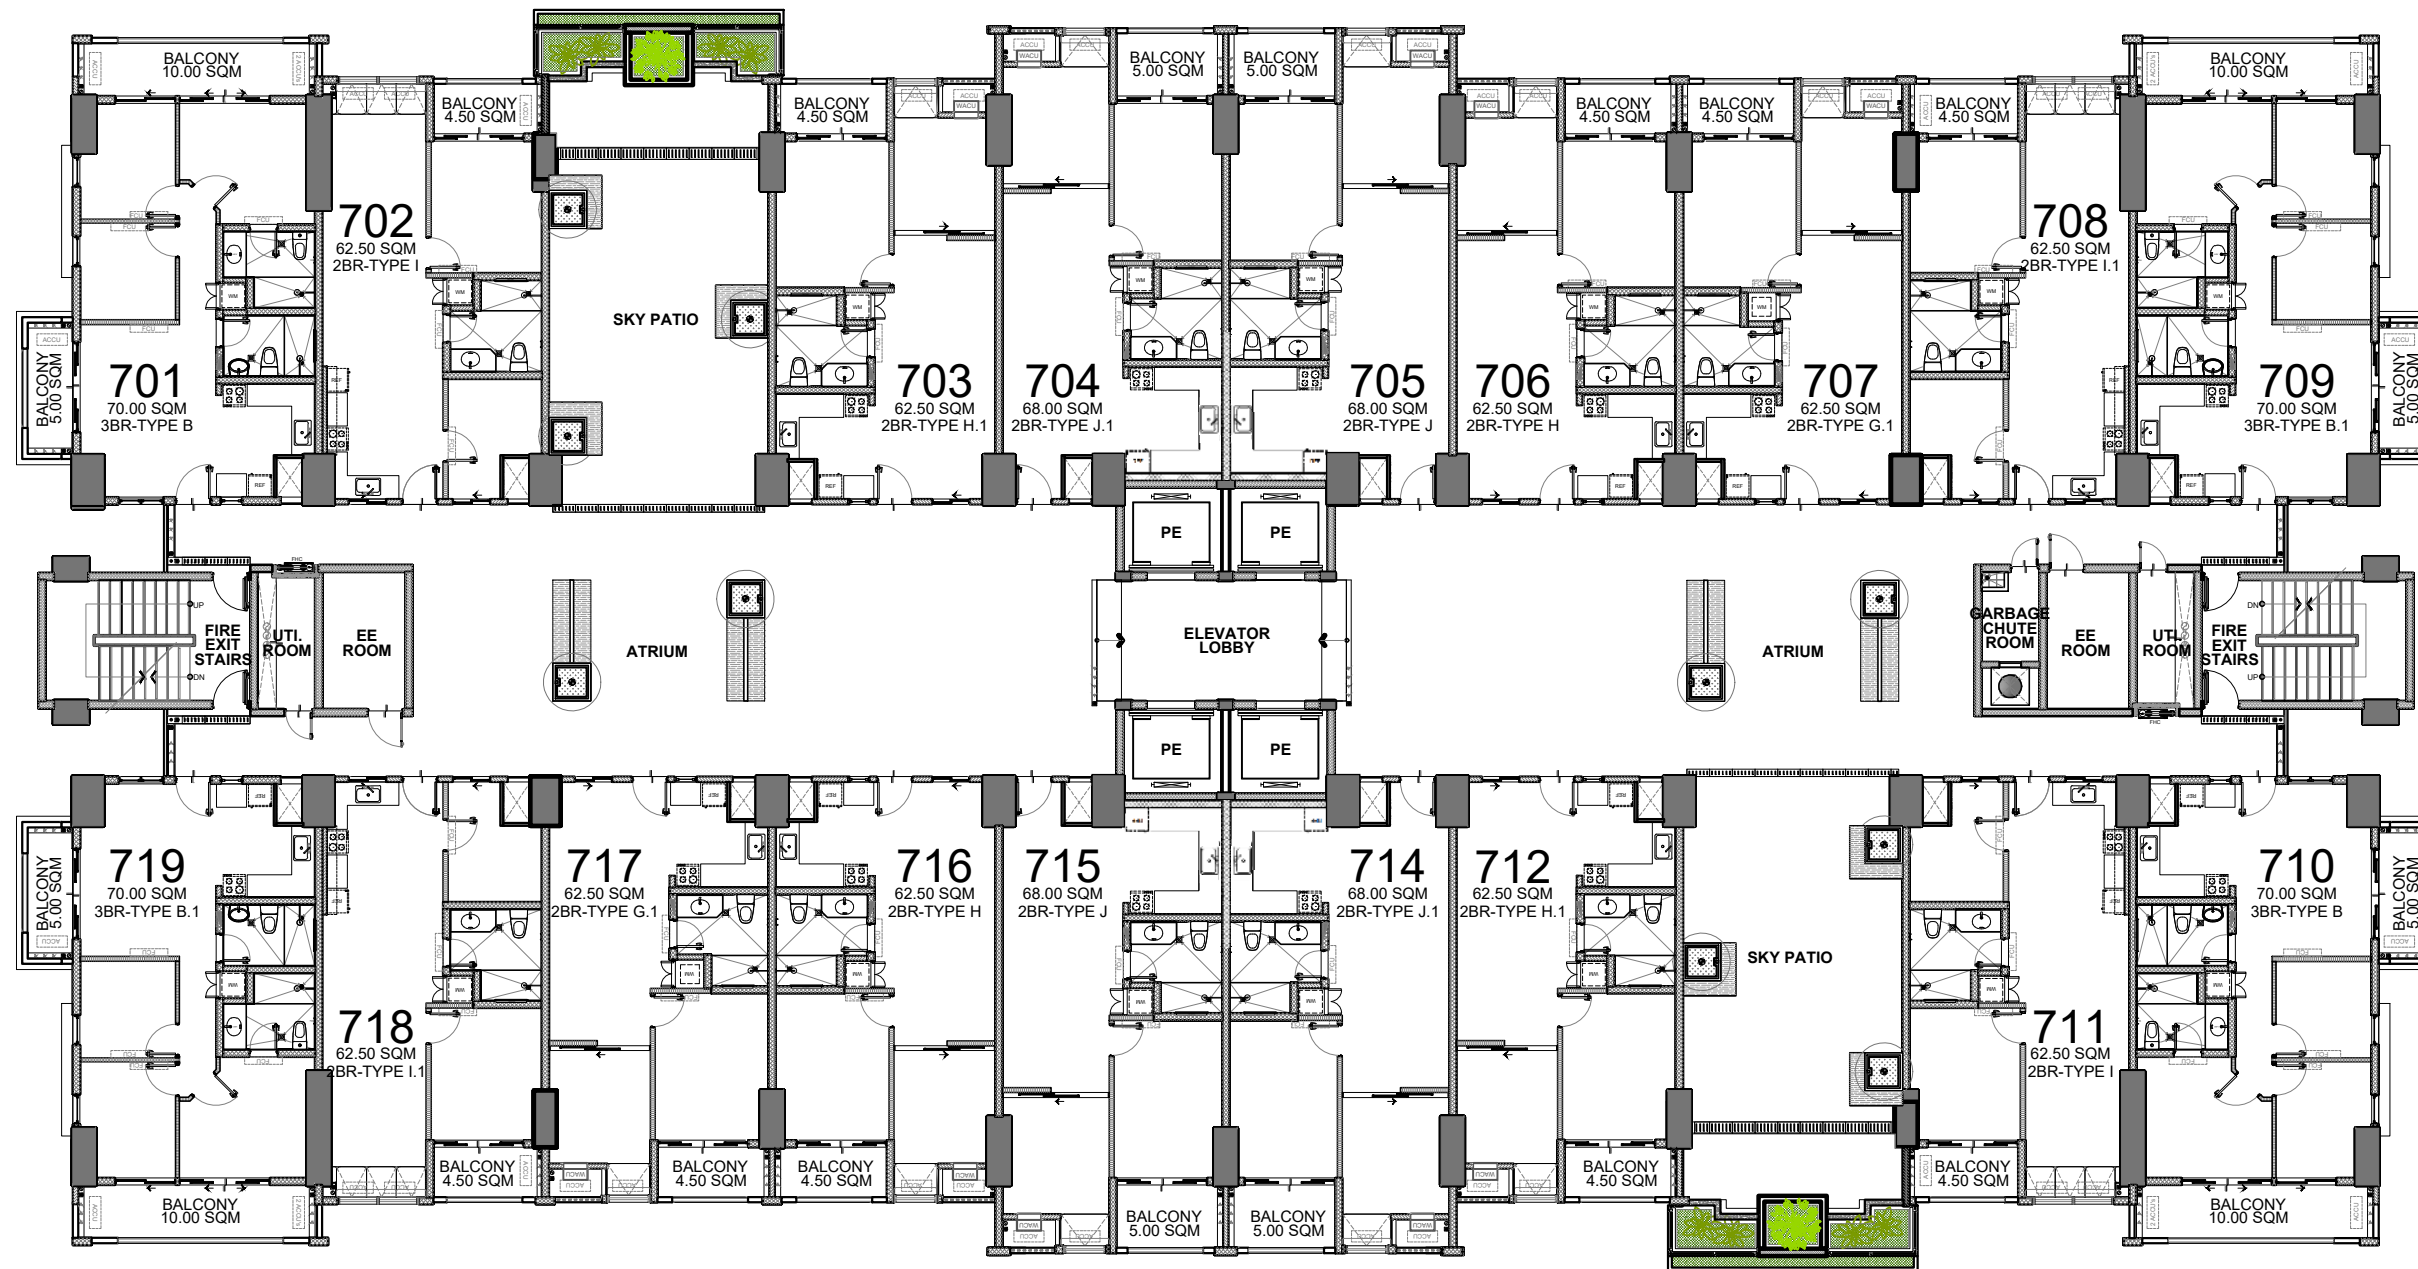 BALCONY
10.00 SQM
BALCONY
4.50 SQM
BALCONY
4.50 SQM
BALCONY
5.00 SQM
BALCONY
5.00 SQM
BALCONY
4.50 SQM
BALCONY
4.50 SQM
BALCONY
4.50 SQM
BALCONY
10.00 SQM
702
62.50 SQM
2BR-TYPE I
708
62.50 SQM
2BR-TYPE I.1
SKY PATIO
BALCONY
5.00 SQM
701
70.00 SQM
3BR-TYPE B
703
62.50 SQM
2BR-TYPE H.1
704
68.00 SQM
2BR-TYPE J.1
705
68.00 SQM
2BR-TYPE J
706
62.50 SQM
2BR-TYPE H
707
62.50 SQM
2BR-TYPE G.1
709
70.00 SQM
3BR-TYPE B.1
BALCONY
5.00 SQM
REF
REF
REF
REF
REF
REF
PE
PE
FHC
UP
DN
FIRE
EXIT
STAIRS
UTI.
ROOM
EE
ROOM
ATRIUM
ELEVATOR
LOBBY
ATRIUM
GARBAGE
CHUTE
ROOM
EE
ROOM
UTI.
ROOM
FIRE
EXIT
STAIRS
DN
UP
FHC
PE
PE
BALCONY
5.00 SQM
719
70.00 SQM
3BR-TYPE B.1
717
62.50 SQM
2BR-TYPE G.1
716
62.50 SQM
2BR-TYPE H
715
68.00 SQM
2BR-TYPE J
714
68.00 SQM
2BR-TYPE J.1
712
62.50 SQM
2BR-TYPE H.1
710
70.00 SQM
3BR-TYPE B
BALCONY
5.00 SQM
SKY PATIO
718
62.50 SQM
2BR-TYPE I.1
711
62.50 SQM
2BR-TYPE I
BALCONY
10.00 SQM
BALCONY
4.50 SQM
BALCONY
4.50 SQM
BALCONY
4.50 SQM
BALCONY
5.00 SQM
BALCONY
5.00 SQM
BALCONY
4.50 SQM
BALCONY
4.50 SQM
BALCONY
10.00 SQM